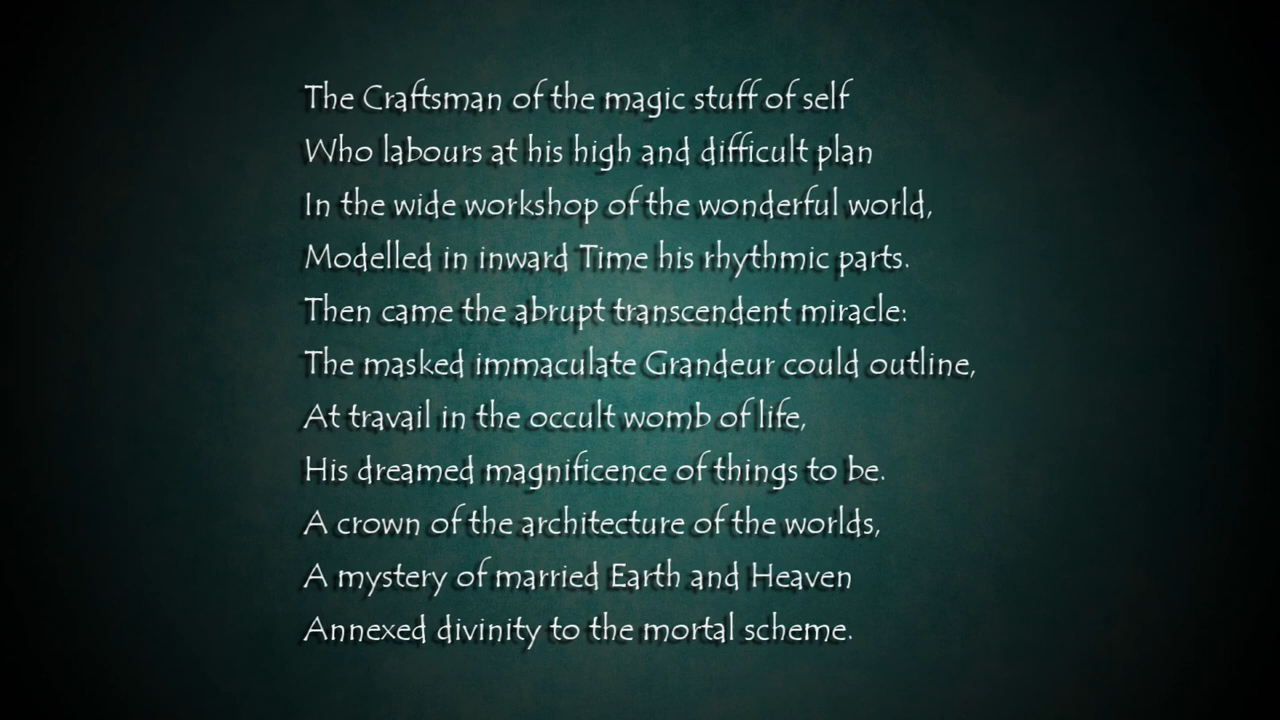 The Craftsman of the magic stuff of self
Who labours at his high and difficult plan
In the wide workshop of the wonderful world,
Modelled in inward Time his rhythmic parts.
Then came the abrupt transcendent miracle:
The masked immaculate Grandeur could outline,
At travail in the occult womb of life,
His dreamed magnificence of things to be.
A crown of the architecture of the worlds,
A mystery of married Earth and Heaven
Annexed divinity to the mortal scheme.